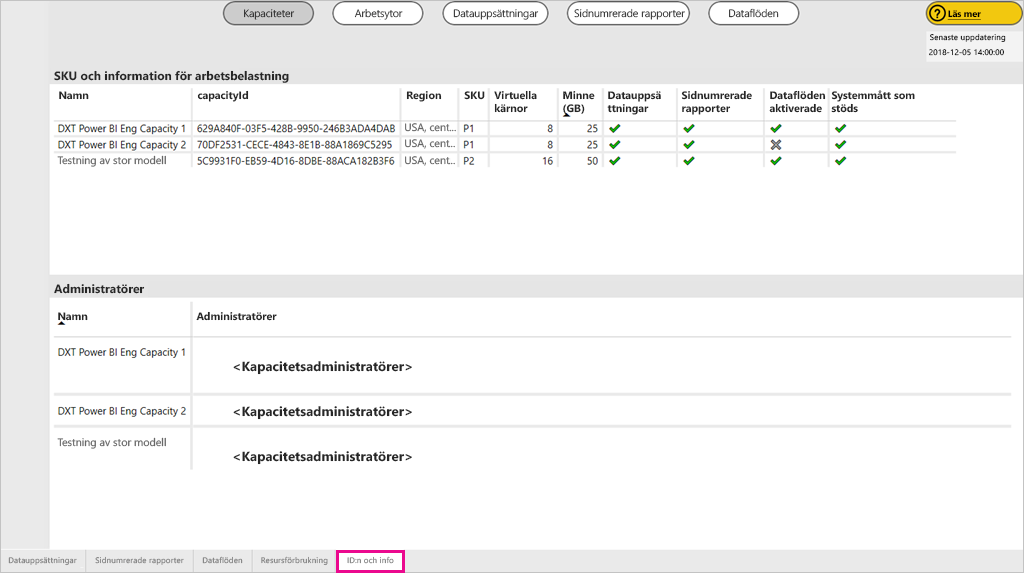 Kapaciteter Arbetsytor Datauppsättningar Sidnumrerade rapporter Dataflöden ? Läs mer
Senaste uppdatering
2018-12-05 14:00:00
SKU och information för arbetsbelastning
Namn capacityId Region SKU Virtuella kärnor Minne (GB) Datauppsä ttningar Sidnumrerade rapporter Dataflöden aktiverade Systemmått som stöds
DXT Power BI Eng Capacity 1 629A840F-03F5-428B-9950-246B3ADA4DAB USA, cent... P1 8 25
DXT Power BI Eng Capacity 2 70DF2531-CECE-4843-8E1B-88A1869C5295 USA, cent... P1 8 25
Testning av stor modell 5C9931F0-EB59-4D16-8DBE-88ACA182B3F6 USA, cent... P2 16 50
Administratörer
Namn Administratörer
DXT Power BI Eng Capacity 1
<Kapacitetsadministratörer>
DXT Power BI Eng Capacity 2 <Kapacitetsadministratörer>
Testning av stor modell
<Kapacitetsadministratörer>
Datauppsättningar Sidnumrerade rapporter Dataflöden Resursförbrukning ID:n och info